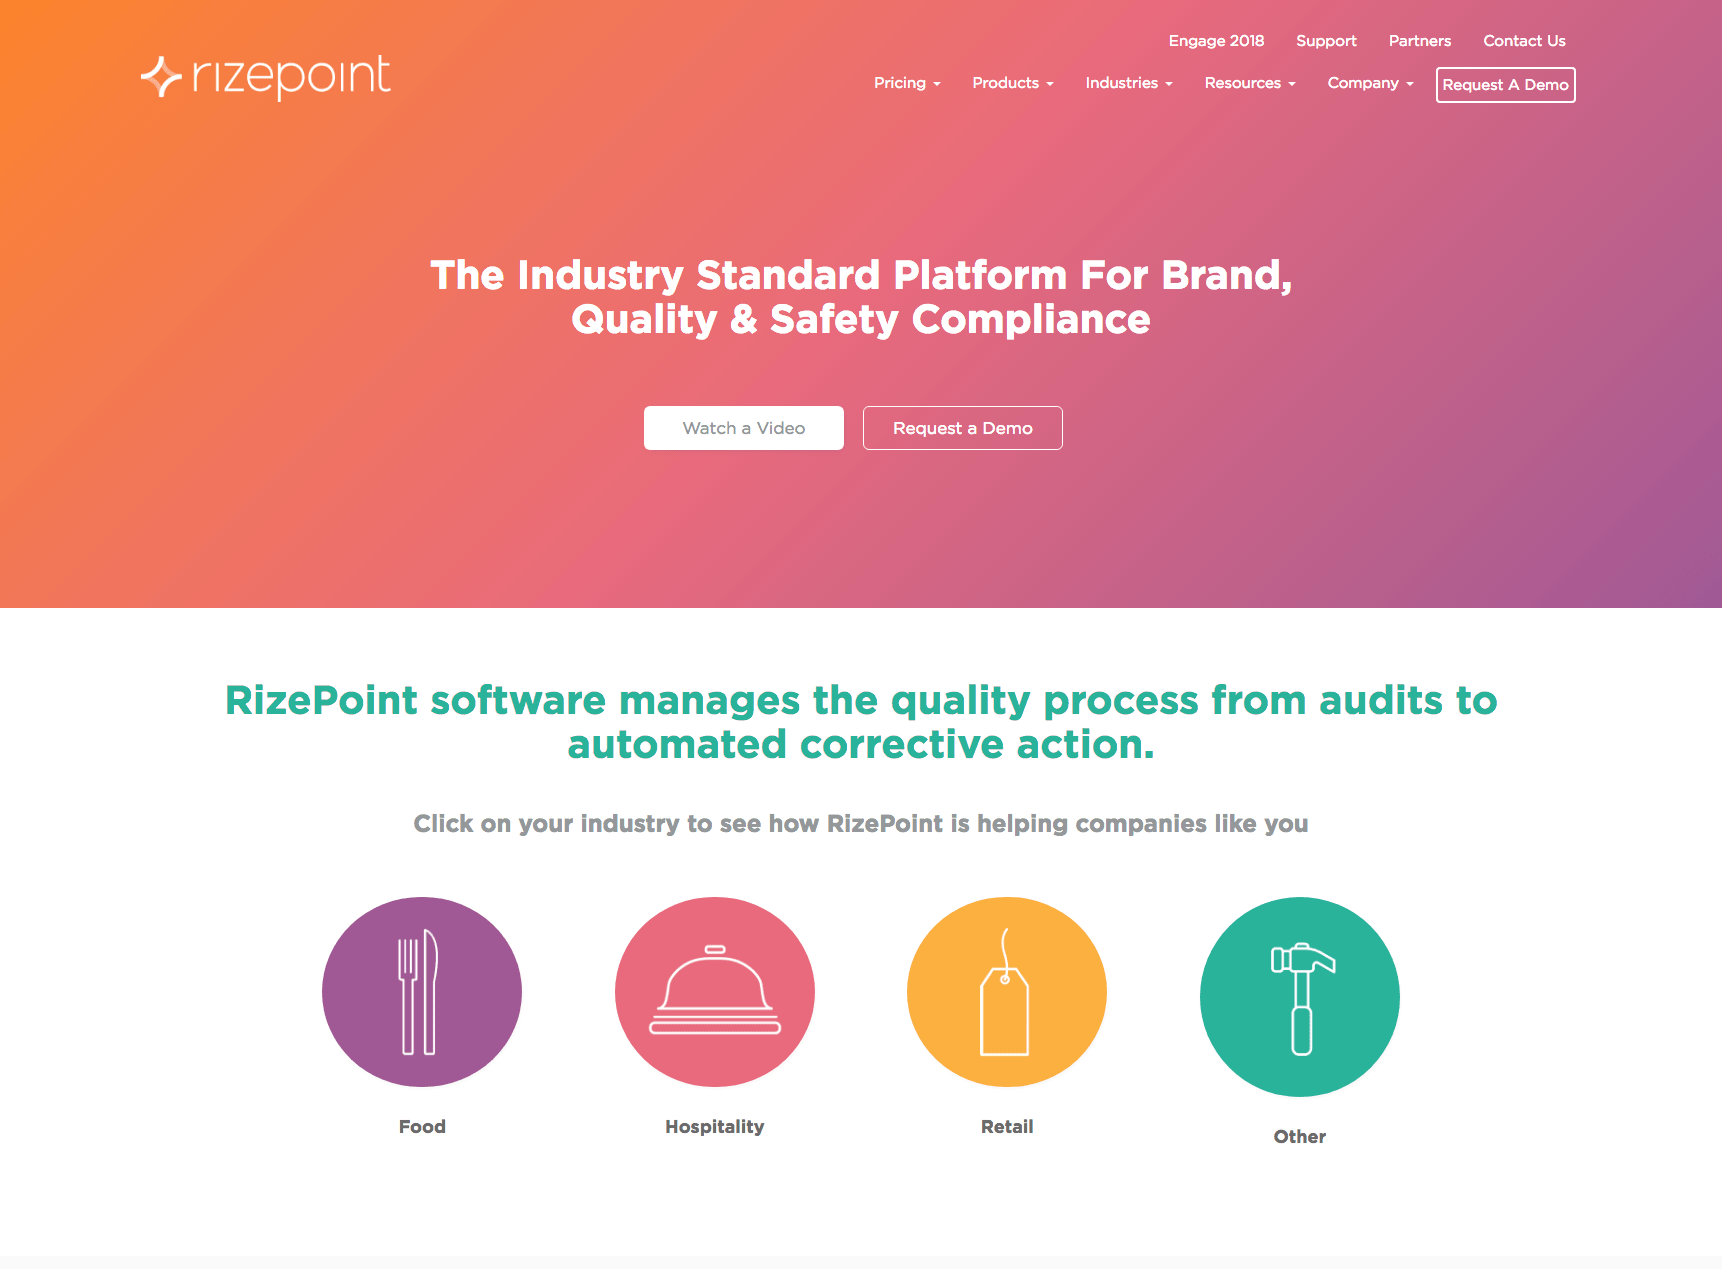 Engage 2018 Support Partners Contact Us
rizepoint
Pricing Products Industries Resources Company Request A Demo
The Industry Standard Platform For Brand,
Quality & Safety Compliance
Watch a Video Request a Demo
RizePoint software manages the quality process from audits to
automated corrective action.
Click on your industry to see how RizePoint is helping companies like you
Food Hospitality Retail Other